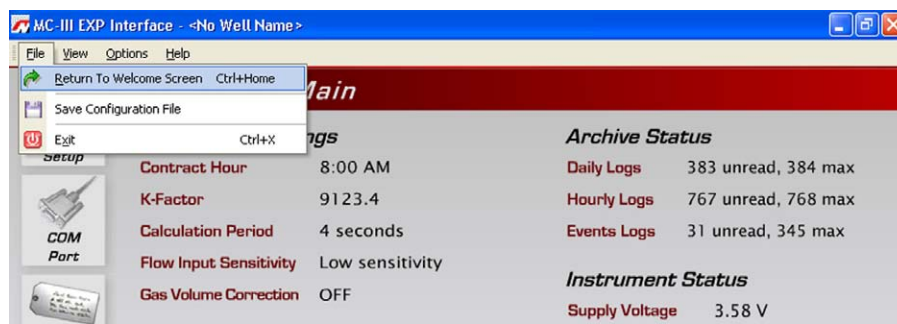 MC-III EXP Interface - <No Well Name>
File View Options Help
Return To Welcome Screen Ctrl+Home
Save Configuration File
Exit Ctrl+X
Main
ngs
Archive Status
Setup
Contract Hour 8:00 AM
Daily Logs 383 unread, 384 max
K-Factor 9123.4
Hourly Logs 767 unread, 768 max
COM
Port
Calculation Period 4 seconds
Events Logs 31 unread, 345 max
Flow Input Sensitivity Low sensitivity
Instrument Status
Gas Volume Correction OFF
Supply Voltage 3.58 V